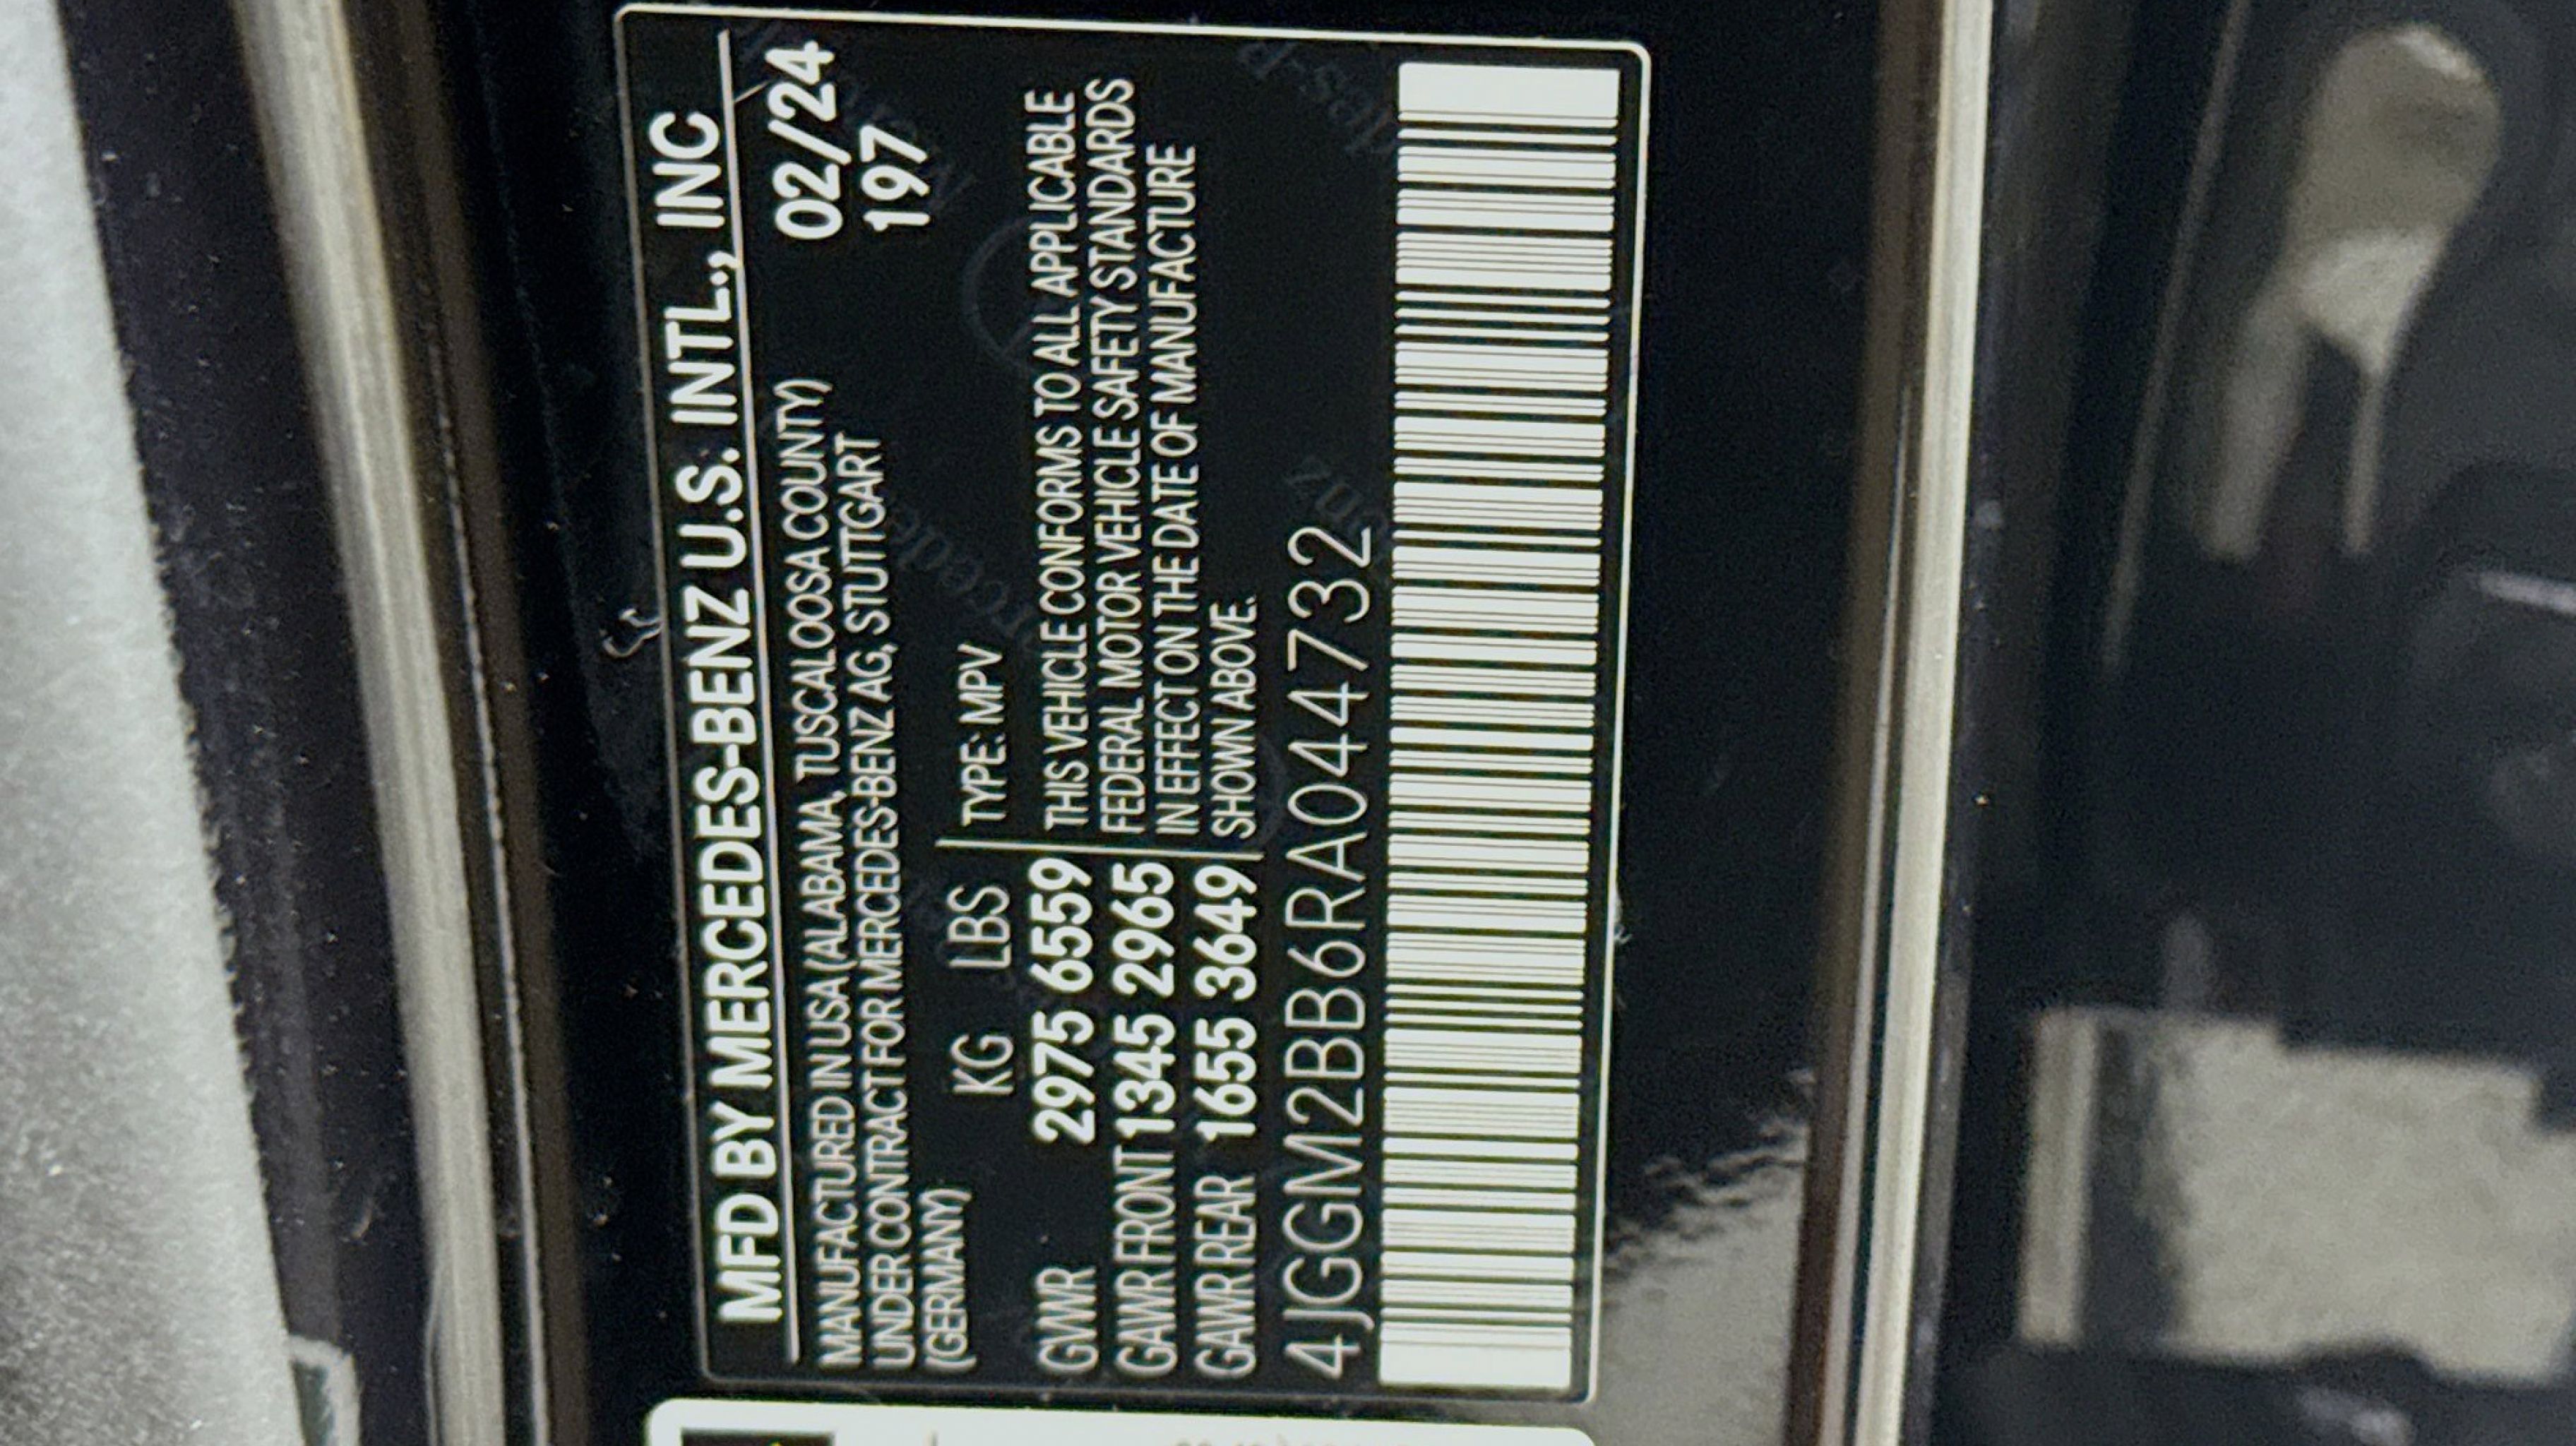 MFD BY MERCEDES-BENZ U.S. INTL., INC
02/24
197
MANUFACTURED IN USA (ALABAMA, TUSCALOOSA COUNTY)
UNDER CONTRACT FOR MERCEDES-BENZ AG, STUTTGART
(GERMANY)
KG LBS
GVWR 2975 6559
GAWR FRONT 1345 2965
GAWR REAR 1655 3649
TYPE: MPV
THIS VEHICLE CONFORMS TO ALL APPLICABLE
FEDERAL MOTOR VEHICLE SAFETY STANDARDS
IN EFFECT ON THE DATE OF MANUFACTURE
SHOWN ABOVE.
4JGGM2BB6RA044732